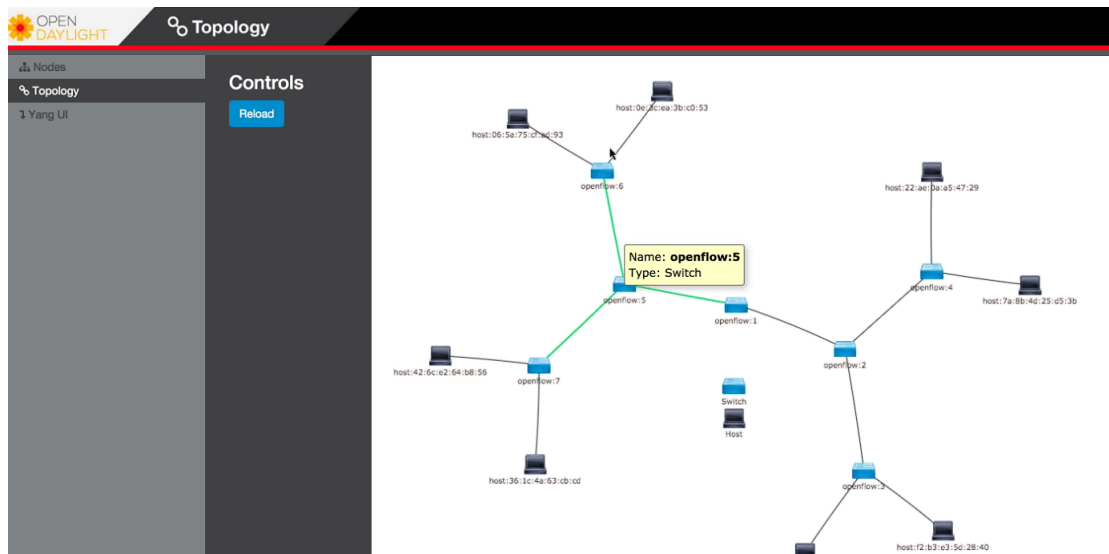 OPEN
DAYLIGHT
Topology
Nodes
Topology
Yang UI
Controls
Reload
host:0e:3c:ea:3b:c0:53
host:06:5a:75:cf:ad:93
openflow:6
host:22:ae:0a:a5:47:29
Name: openflow:5
Type: Switch
openflow:4
openflow:5
host:7a:8b:4d:25:d5:3b
openflow:1
openflow:2
host:42:6c:e2:64:b8:56
openflow:7
Switch
Host
host:36:1c:4a:63:cb:cd
openflow:3
host:f2:b3:e3:5d:28:40